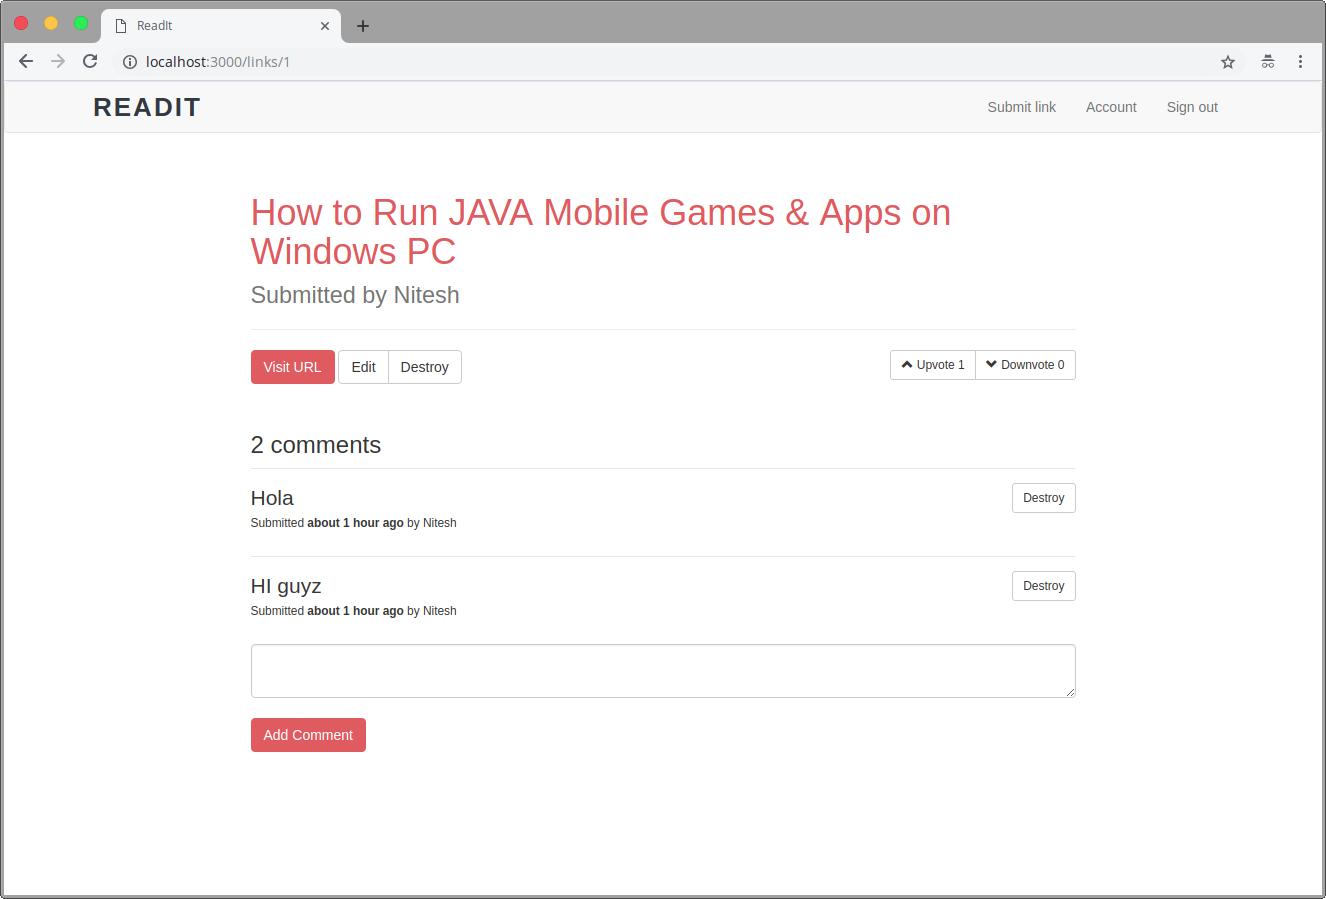 ReadIt
localhost:3000/links/1
READIT
Submit link Account Sign out
How to Run JAVA Mobile Games & Apps on
Windows PC
Submitted by Nitesh
Visit URL Edit Destroy Upvote 1 Downvote 0
2 comments
Hola Destroy
Submitted about 1 hour ago by Nitesh
HI guyz Destroy
Submitted about 1 hour ago by Nitesh
Add Comment